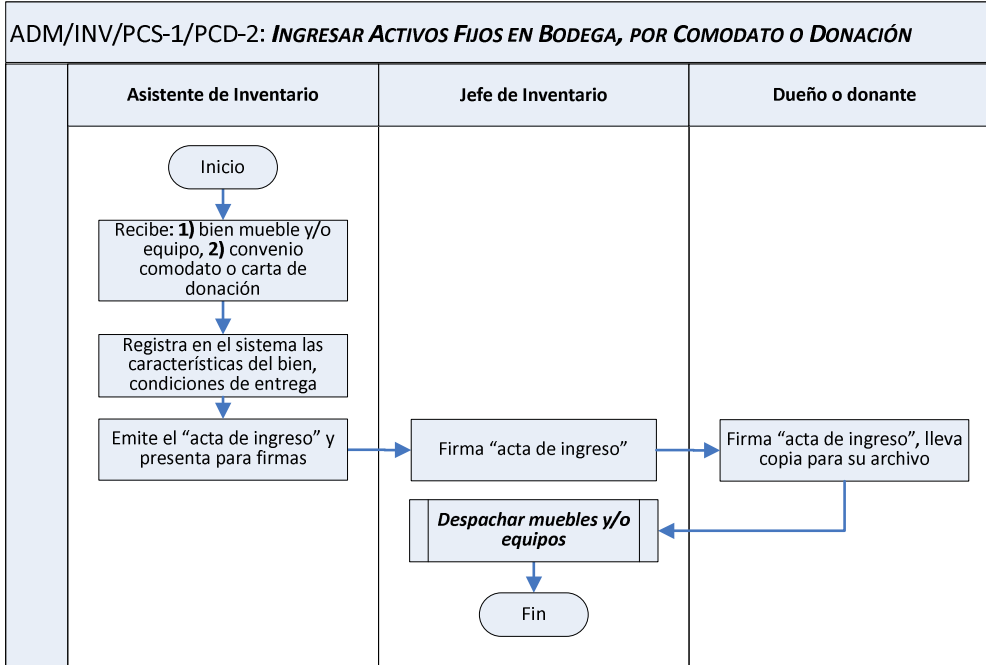 ADM/INV/PCS-1/PCD-2: INGRESAR ACTIVOS FIJOS EN BODEGA, POR COMODATO O DONACIÓN
Asistente de Inventario
Jefe de Inventario
Dueño o donante
Inicio
Recibe: 1) bien mueble y/o
equipo, 2) convenio
comodato o carta de
donación
Registra en el sistema las
características del bien,
condiciones de entrega
Emite el “acta de ingreso” y
presenta para firmas
Firma “acta de ingreso”
Firma “acta de ingreso”, lleva
copia para su archivo
Despachar muebles y/o
equipos
Fin